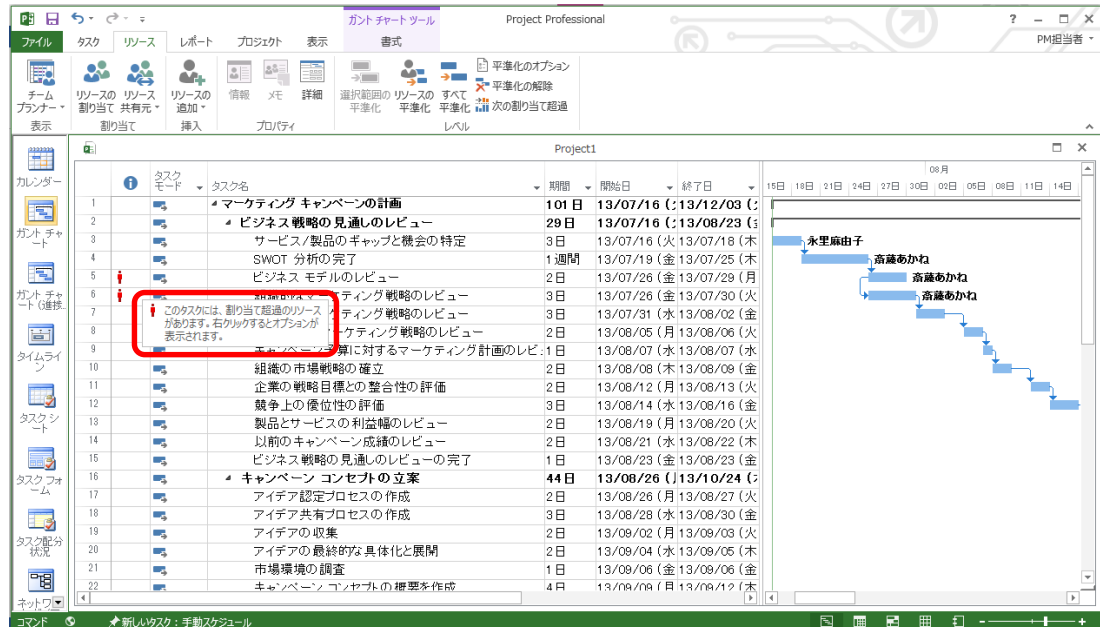 ガント チャート ツール
Project Professional
ファイル タスク リソース レポート プロジェクト 表示 書式
PM担当者
チーム プランナー
リソースの 割り当て
リソース 共有元
リソースの 追加
情報 メモ 詳細
選択範囲の 平準化
リソースの 平準化
すべて 平準化
平準化のオプション
平準化の解除
次の割り当て超過
表示 割り当て 挿入 プロパティ レベル
Project1
カレンダー
ガント チャート
ガント チャート (進捗
タイムライン
タスク シート
タスク フォーム
タスク配分状況
ネットワ
タスク モード タスク名 期間 開始日 終了日
08月
15日 18日 21日 24日 27日 30日 02日 05日 08日 11日 14日
1 マーケティング キャンペーンの計画 101 日 13/07/16 ( 13/12/03 (
2 ビジネス戦略の見通しのレビュー 29 日 13/07/16 ( 13/08/23 (
3 サービス/製品のギャップと機会の特定 3 日 13/07/16 (火 13/07/18 (木 永里麻由子
4 SWOT 分析の完了 1 週間 13/07/19 (金 13/07/25 (木 斎藤あかね
5 ビジネス モデルのレビュー 2 日 13/07/26 (金 13/07/29 (月 斎藤あかね
6 ケティング戦略のレビュー 3 日 13/07/26 (金 13/07/30 (火 斎藤あかね
7 ティング戦略のレビュー 3 日 13/07/31 (水 13/08/02 (金
8 ケティング戦略のレビュー 2 日 13/08/05 (月 13/08/06 (火
9 算に対するマーケティング計画のレビ 1 日 13/08/07 (水 13/08/07 (水
このタスクには、割り当て超過のリソース
があります。右クリックするとオプションが
表示されます。
10 組織の市場戦略の確立 2 日 13/08/08 (木 13/08/09 (金
11 企業の戦略目標との整合性の評価 2 日 13/08/12 (月 13/08/13 (火
12 競争上の優位性の評価 3 日 13/08/14 (水 13/08/16 (金
13 製品とサービスの利益幅のレビュー 2 日 13/08/19 (月 13/08/20 (火
14 以前のキャンペーン成績のレビュー 2 日 13/08/21 (水 13/08/22 (木
15 ビジネス戦略の見通しのレビューの完了 1 日 13/08/23 (金 13/08/23 (金
16 キャンペーン コンセプトの立案 44 日 13/08/26 ( 13/10/24 (
17 アイデア認定プロセスの作成 2 日 13/08/26 (月 13/08/27 (火
18 アイデア共有プロセスの作成 3 日 13/08/28 (水 13/08/30 (金
19 アイデアの収集 2 日 13/09/02 (月 13/09/03 (火
20 アイデアの最終的な具体化と展開 2 日 13/09/04 (水 13/09/05 (木
21 市場環境の調査 1 日 13/09/06 (金 13/09/06 (金
22 キャンペーン コンセプトの概要を作成 4 日 13/09/09 (月 13/09/12 (木
コマンド 新しいタスク : 手動スケジュール